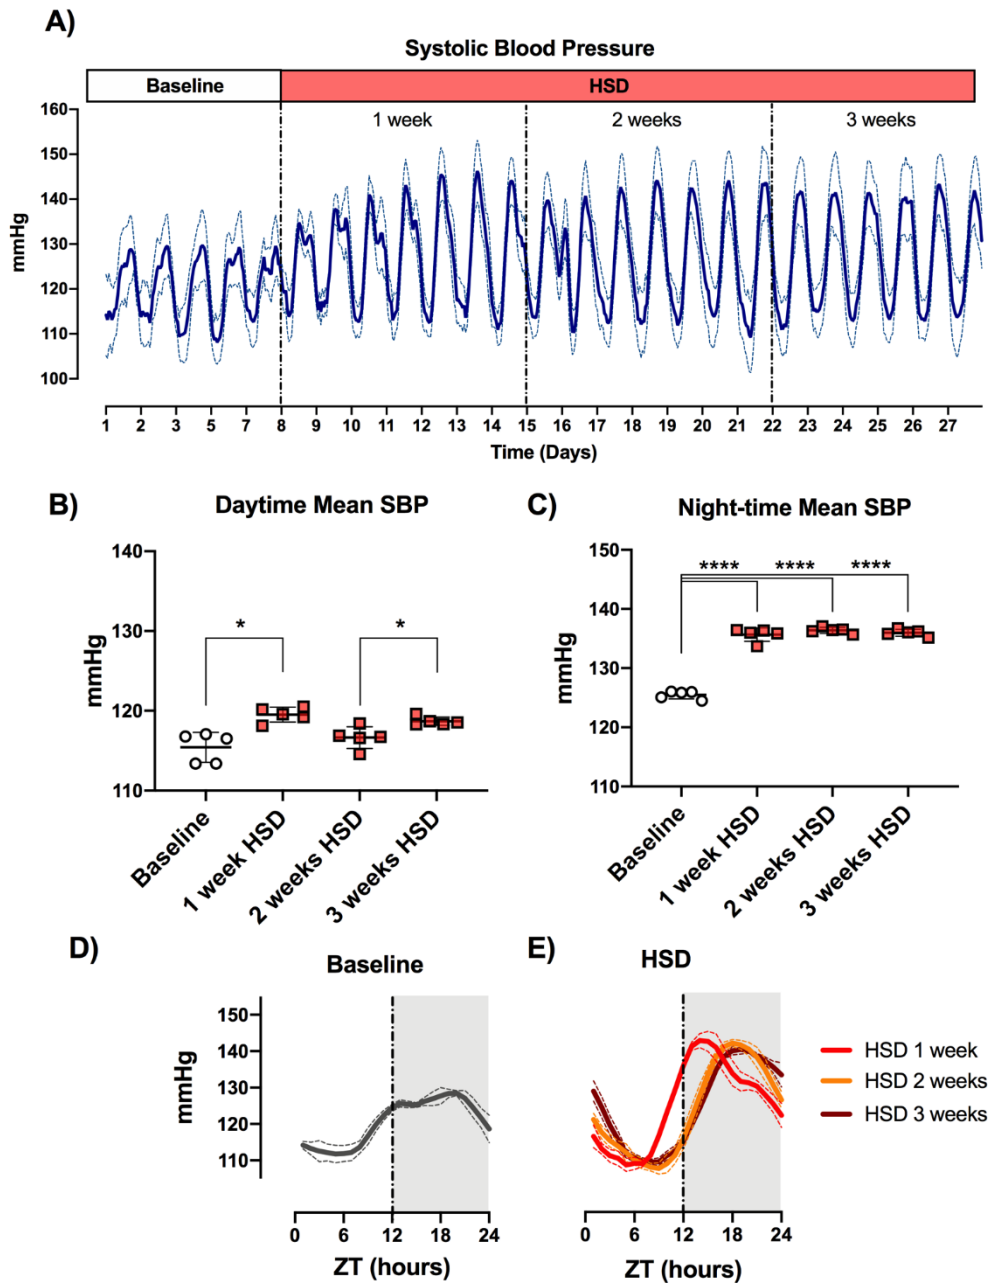 A)
Systolic Blood Pressure
Baseline HSD
1 week 2 weeks 3 weeks
160
150
140
130
120
110
100
mmHg
1 2 3 5 7 8 9 10 11 12 13 14 15 16 17 18 19 20 21 22 23 24 25 26 27
Time (Days)
B)
Daytime Mean SBP
140
130
120
110
mmHg
* *
Baseline
1 week HSD
2 weeks HSD
3 weeks HSD
C)
Night-time Mean SBP
150
140
130
120
110
mmHg
**** **** ****
Baseline
1 week HSD
2 weeks HSD
3 weeks HSD
D)
Baseline
150
140
130
120
110
mmHg
0 6 12 18 24
ZT (hours)
E)
HSD
0 6 12 18 24
ZT (hours)
HSD 1 week
HSD 2 weeks
HSD 3 weeks